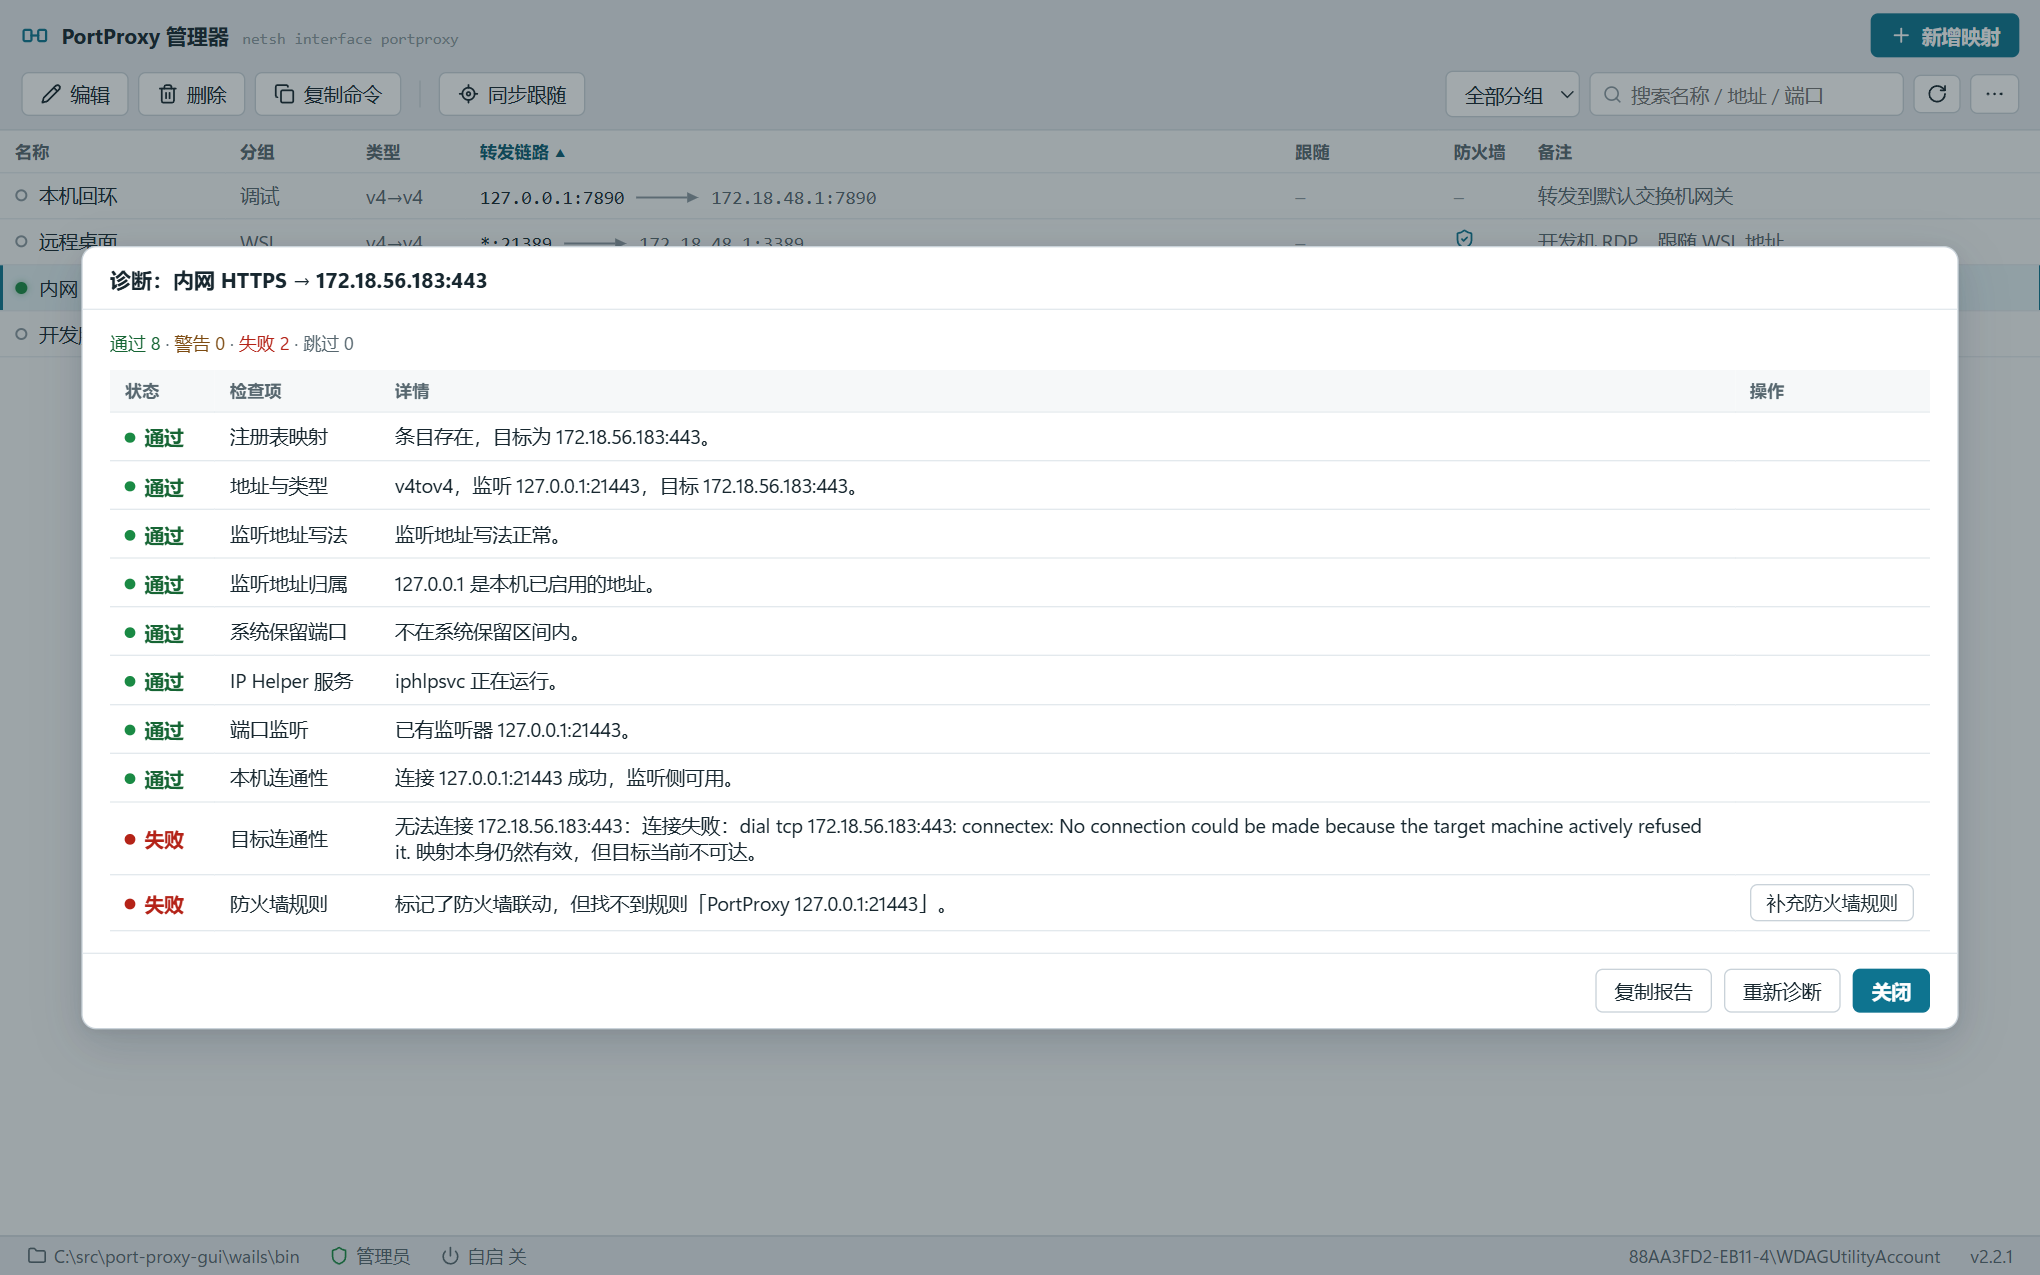 PortProxy 管理器 netsh interface portproxy
新增映射
编辑 删除 复制命令 同步跟随 全部分组 搜索名称 / 地址 / 端口 ···
名称 分组 类型 转发链路 ▲ 跟随 防火墙 备注
本机回环 调试 v4→v4 127.0.0.1:7890 → 172.18.48.1:7890 – – 转发到默认交换机网关
远程桌面 WSL v4→v4 *:21389 → 172.18.48.1:3389 – 开发机 RDP，跟随 WSL 地址
内网
开发
诊断：内网 HTTPS → 172.18.56.183:443
通过 8 · 警告 0 · 失败 2 · 跳过 0
状态 检查项 详情 操作
通过 注册表映射 条目存在，目标为 172.18.56.183:443。
通过 地址与类型 v4tov4，监听 127.0.0.1:21443，目标 172.18.56.183:443。
通过 监听地址写法 监听地址写法正常。
通过 监听地址归属 127.0.0.1 是本机已启用的地址。
通过 系统保留端口 不在系统保留区间内。
通过 IP Helper 服务 iphlpsvc 正在运行。
通过 端口监听 已有监听器 127.0.0.1:21443。
通过 本机连通性 连接 127.0.0.1:21443 成功，监听侧可用。
失败 目标连通性 无法连接 172.18.56.183:443：连接失败：dial tcp 172.18.56.183:443: connectex: No connection could be made because the target machine actively refused
it. 映射本身仍然有效，但目标当前不可达。
失败 防火墙规则 标记了防火墙联动，但找不到规则「PortProxy 127.0.0.1:21443」。 补充防火墙规则
复制报告 重新诊断 关闭
C:\src\port-proxy-gui\wails\bin 管理员 自启 关 88AA3FD2-EB11-4\WDAGUtilityAccount v2.2.1